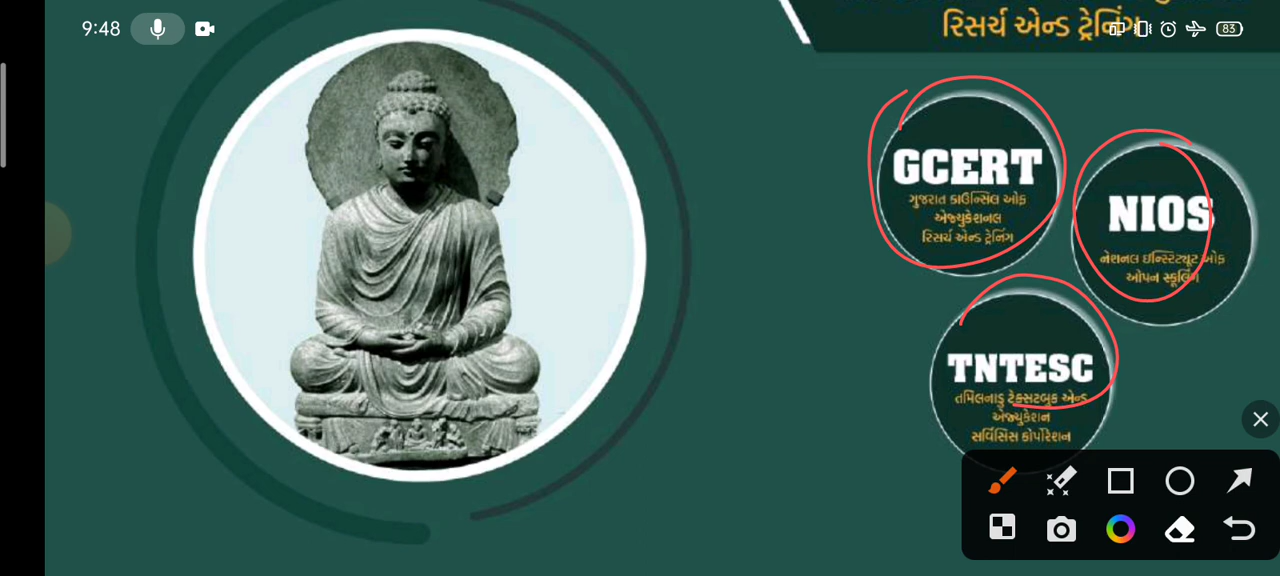 9:48
83
રિસર્ચ એન્ડ ટ્રેનિંગ
GCERT
ગુજરાત કાઉન્સિલ ઓફ
એજ્યુકેશનલ
રિસર્ચ એન્ડ ટ્રેનિંગ
NIOS
નેશનલ ઇન્સ્ટિટ્યૂટ ઓફ
ઓપન સ્કૂલિંગ
TNTESC
તમિલનાડુ ટેક્સટબુક એન્ડ
એજ્યુકેશન
સર્વિસિસ કોર્પોરેશન